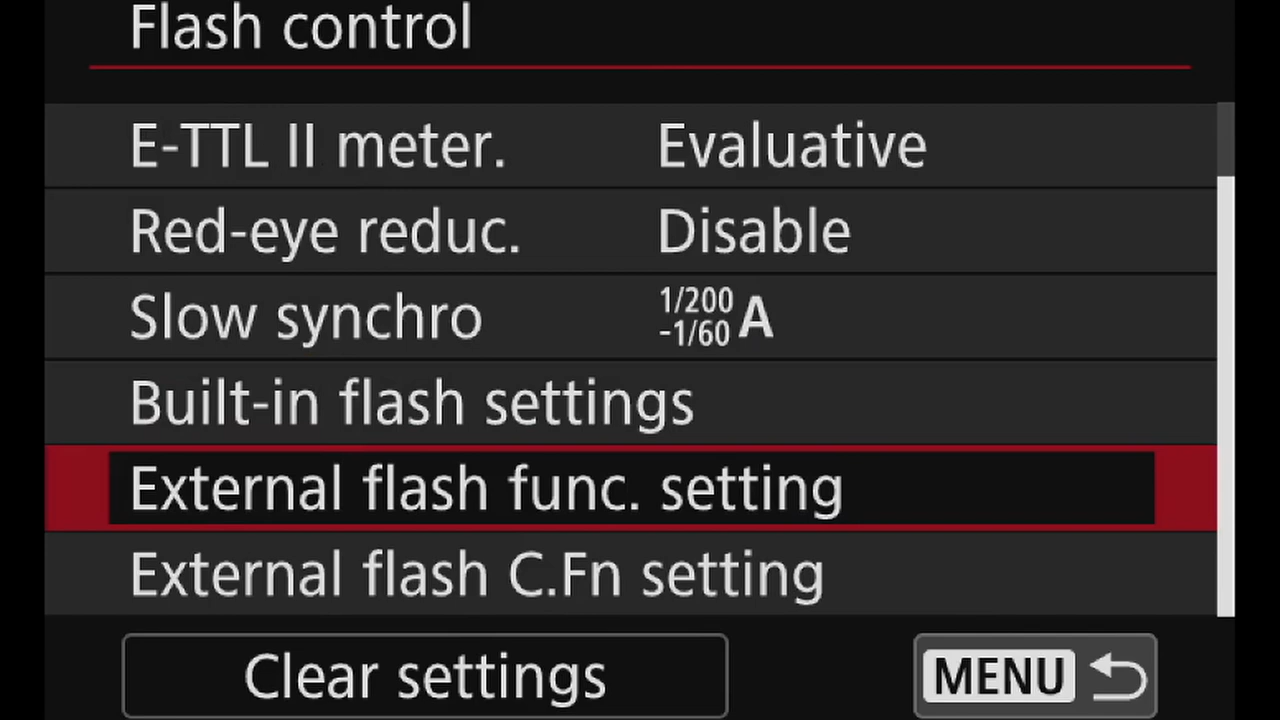 Flash control
E-TTL II meter. Evaluative
Red-eye reduc. Disable
Slow synchro 1/200-1/60 A
Built-in flash settings
External flash func. setting
External flash C.Fn setting
Clear settings MENU